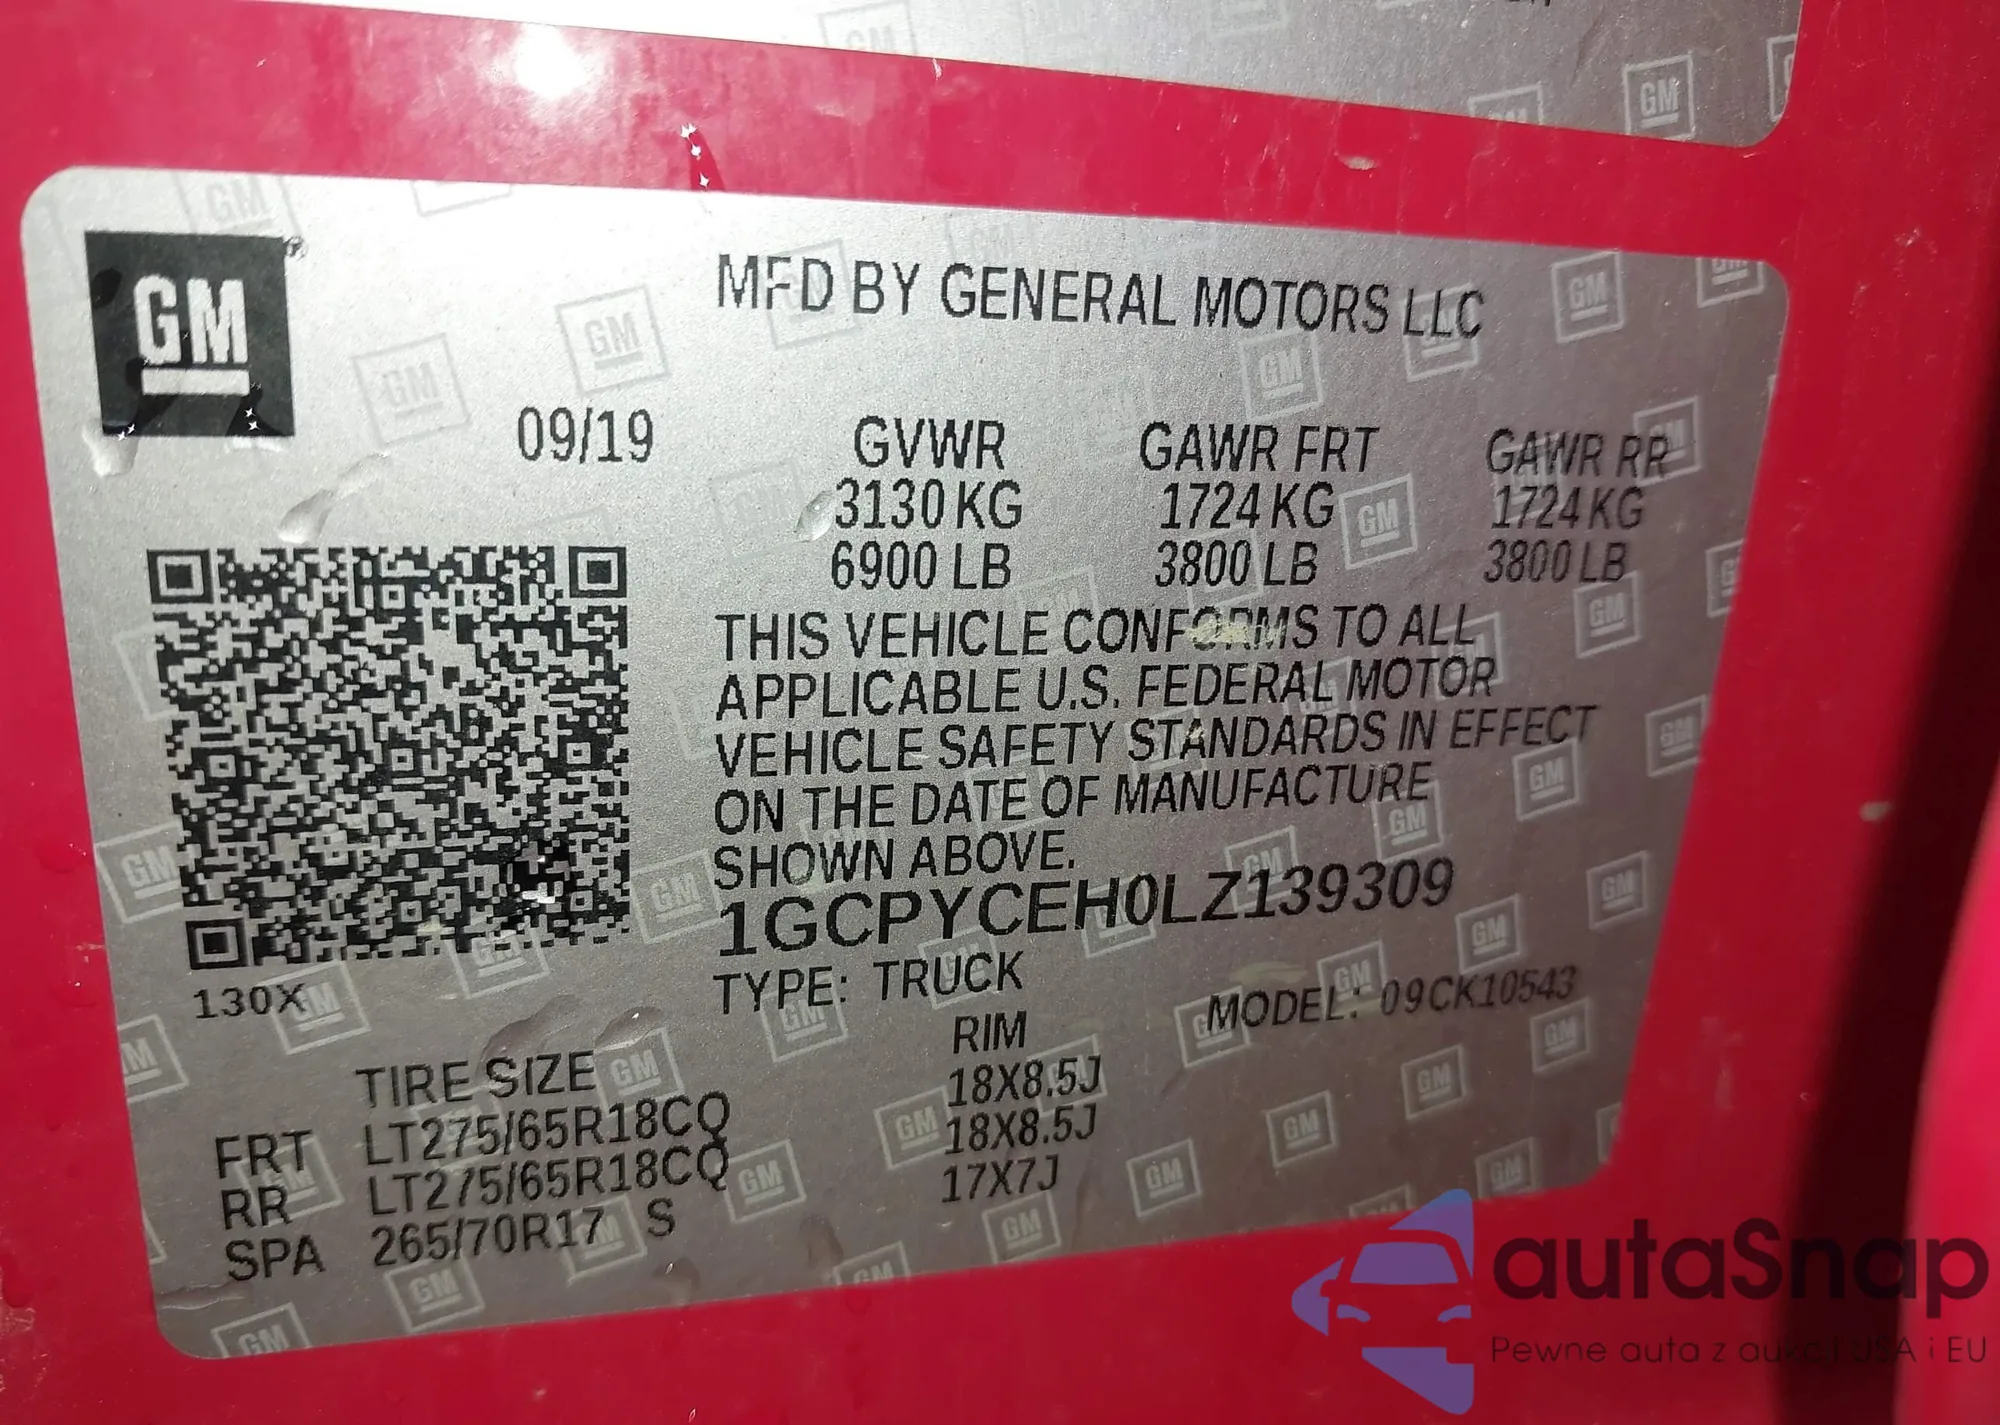 GM
MFD BY GENERAL MOTORS LLC
09/19 GVWR GAWR FRT GAWR RR
3130 KG 1724 KG 1724 KG
6900 LB 3800 LB 3800 LB
THIS VEHICLE CONFORMS TO ALL
APPLICABLE U.S. FEDERAL MOTOR
VEHICLE SAFETY STANDARDS IN EFFECT
ON THE DATE OF MANUFACTURE
SHOWN ABOVE.
1GCPYCEH0LZ139309
130X
TYPE: TRUCK MODEL: 09CK10543
TIRE SIZE RIM
FRT LT275/65R18CQ 18X8.5J
RR LT275/65R18CQ 18X8.5J
SPA 265/70R17 S 17X7J
autaSnap
Pewne auta z aukcji USA i EU